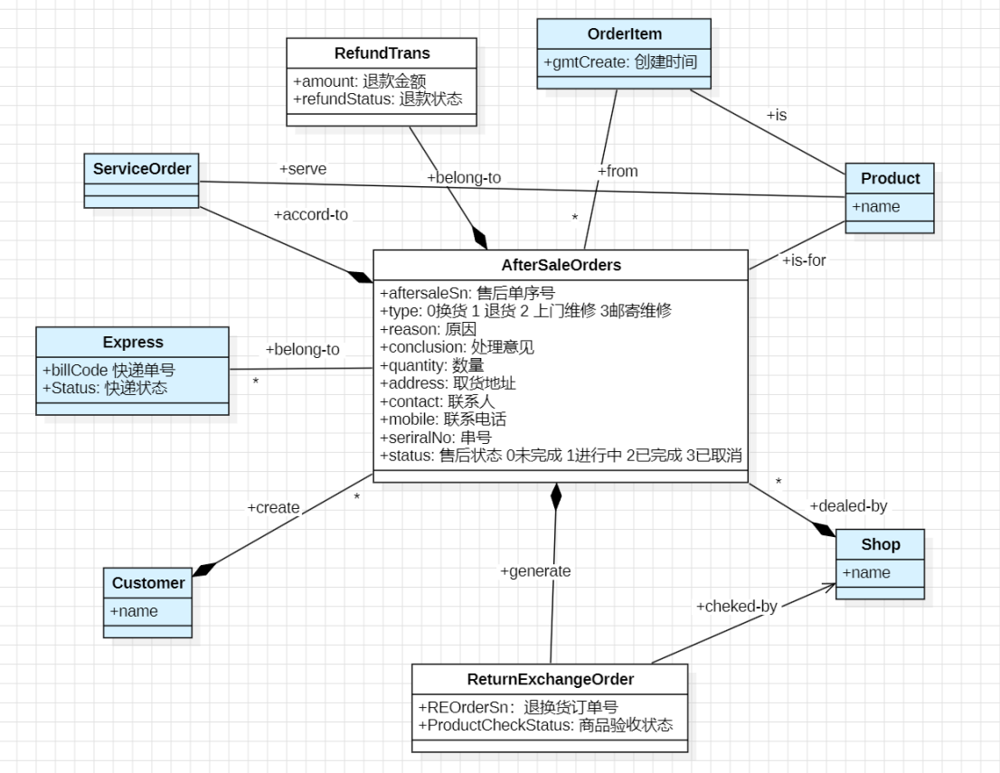 OrderItem
+gmtCreate: 创建时间
RefundTrans
+amount: 退款金额
+refundStatus: 退款状态
+is
ServiceOrder
+serve
+belong-to
+from
Product
+name
+accord-to
*
+is-for
AfterSaleOrders
+aftersaleSn: 售后单序号
+type: 0换货 1 退货 2 上门维修 3邮寄维修
+reason: 原因
+conclusion: 处理意见
+quantity: 数量
+address: 取货地址
+contact: 联系人
+mobile: 联系电话
+seriralNo: 串号
+status: 售后状态 0未完成 1进行中 2已完成 3已取消
Express
+billCode 快递单号
+Status: 快递状态
+belong-to
*
+create
*
*
+dealed-by
Customer
+name
+generate
Shop
+name
+cheked-by
ReturnExchangeOrder
+REOrderSn：退换货订单号
+ProductCheckStatus: 商品验收状态